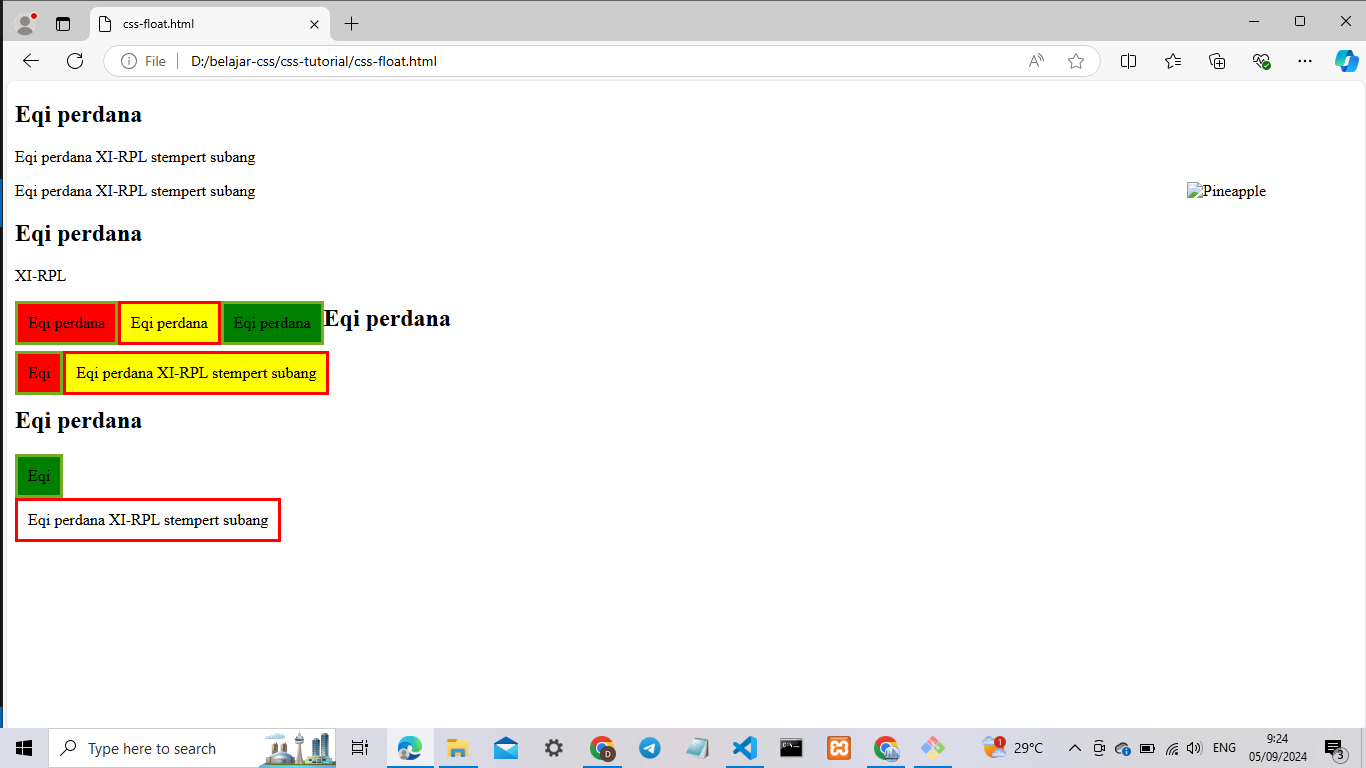 css-float.html
File
D:/belajar-css/css-tutorial/css-float.html
Eqi perdana
Eqi perdana XI-RPL stempert subang
Eqi perdana XI-RPL stempert subang
Pineapple
Eqi perdana
XI-RPL
Eqi perdana Eqi perdana Eqi perdana Eqi perdana
Eqi Eqi perdana XI-RPL stempert subang
Eqi perdana
Eqi
Eqi perdana XI-RPL stempert subang
Type here to search
D
1
29°C
ENG
9:24
05/09/2024
3